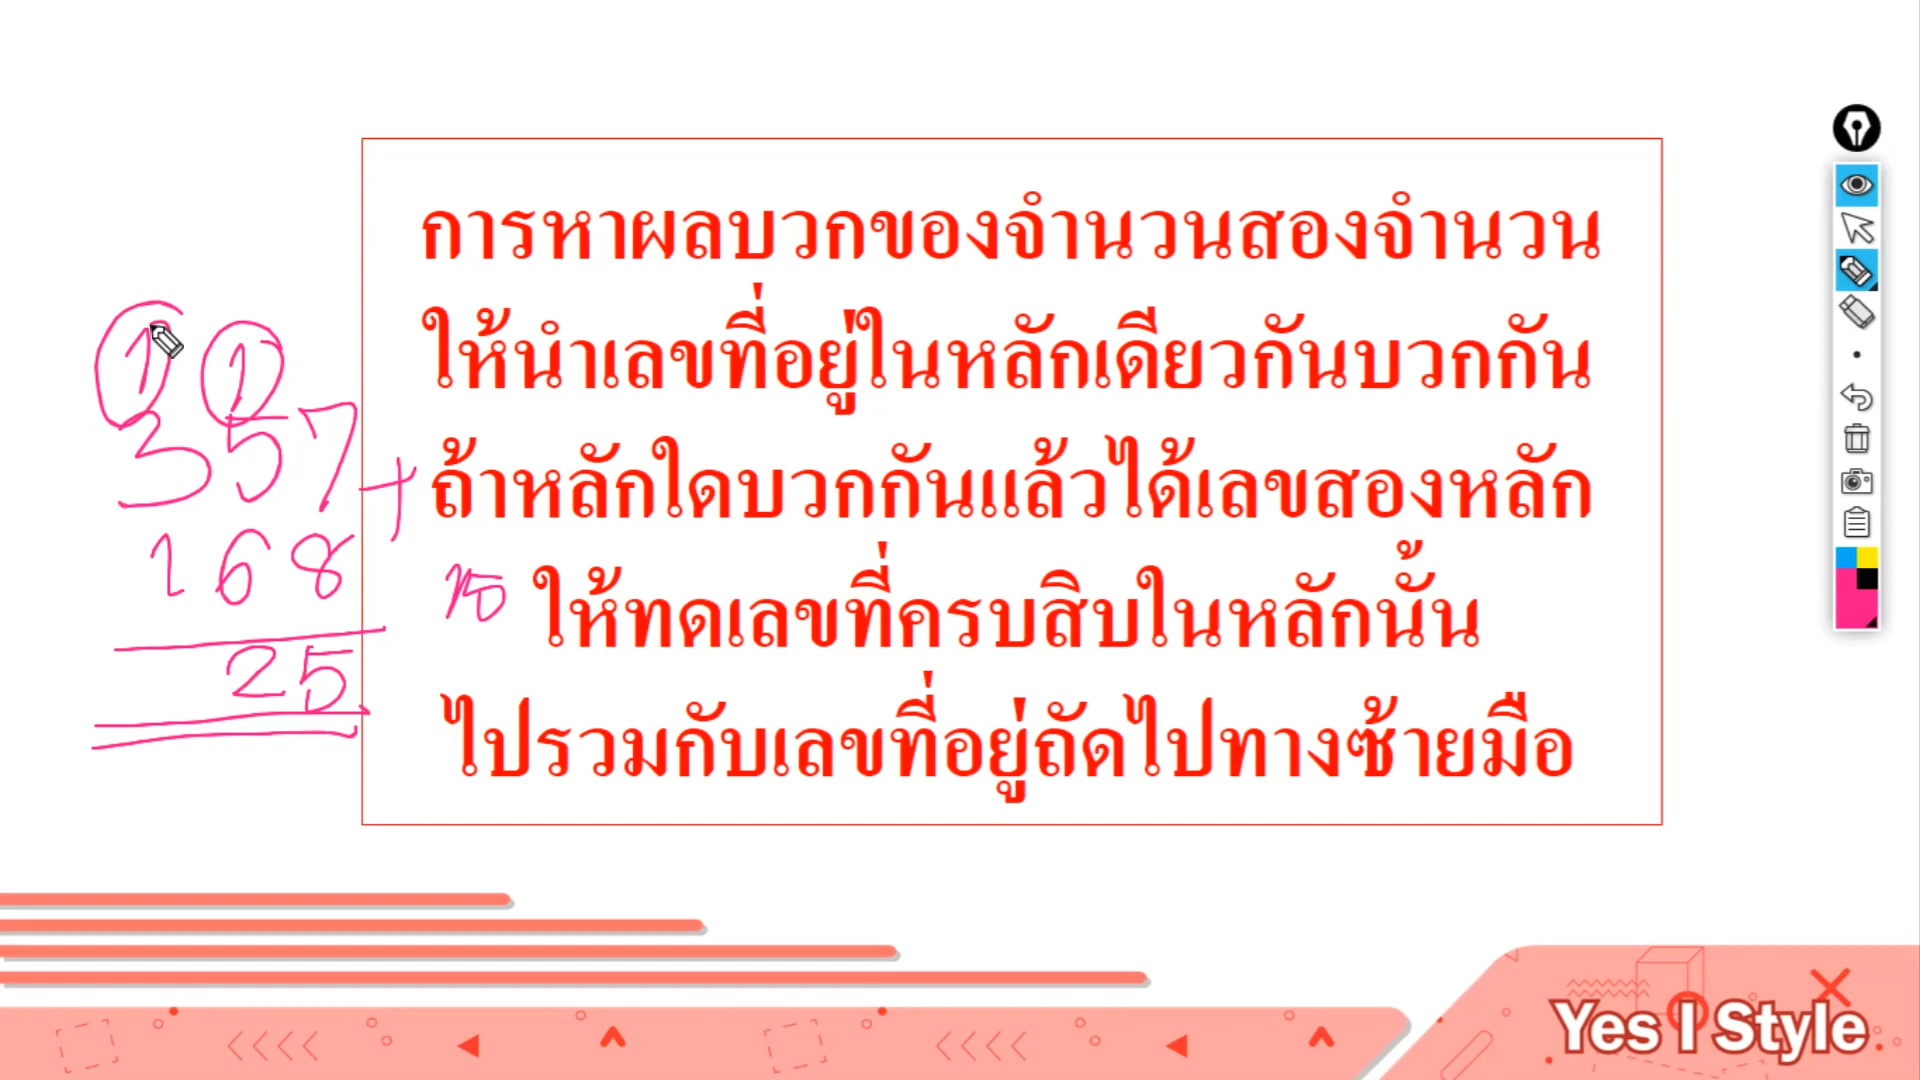 1 1
357
+
168
25
การหาผลบวกของจำนวนสองจำนวน
ให้นำเลขที่อยู่ในหลักเดียวกันบวกกัน
ถ้าหลักใดบวกกันแล้วได้เลขสองหลัก
15 ให้ทดเลขที่ครบสิบในหลักนั้น
ไปรวมกับเลขที่อยู่ถัดไปทางซ้ายมือ
Yes I Style